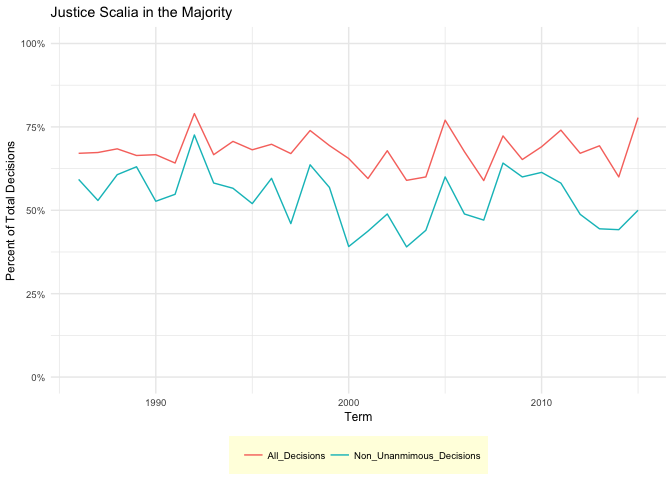 Justice Scalia in the Majority
Percent of Total Decisions
100%
75%
50%
25%
0%
1990 2000 2010
Term
All_Decisions Non_Unanmimous_Decisions